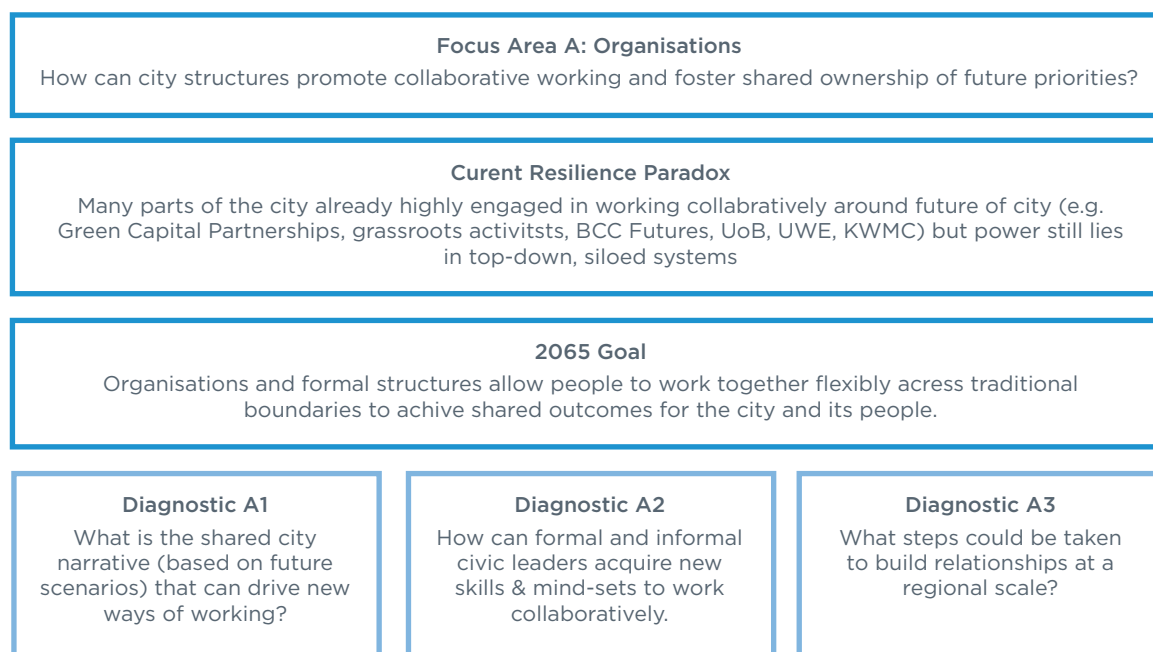 Focus Area A: Organisations
How can city structures promote collaborative working and foster shared ownership of future priorities?
Curent Resilience Paradox
Many parts of the city already highly engaged in working collabratively around future of city (e.g.
Green Capital Partnerships, grassroots activitsts, BCC Futures, UoB, UWE, KWMC) but power still lies
in top-down, siloed systems
2065 Goal
Organisations and formal structures allow people to work together flexibly across traditional
boundaries to achive shared outcomes for the city and its people.
Diagnostic A1
What is the shared city
narrative (based on future
scenarios) that can drive new
ways of working?
Diagnostic A2
How can formal and informal
civic leaders acquire new
skills & mind-sets to work
collaboratively.
Diagnostic A3
What steps could be taken
to build relationships at a
regional scale?